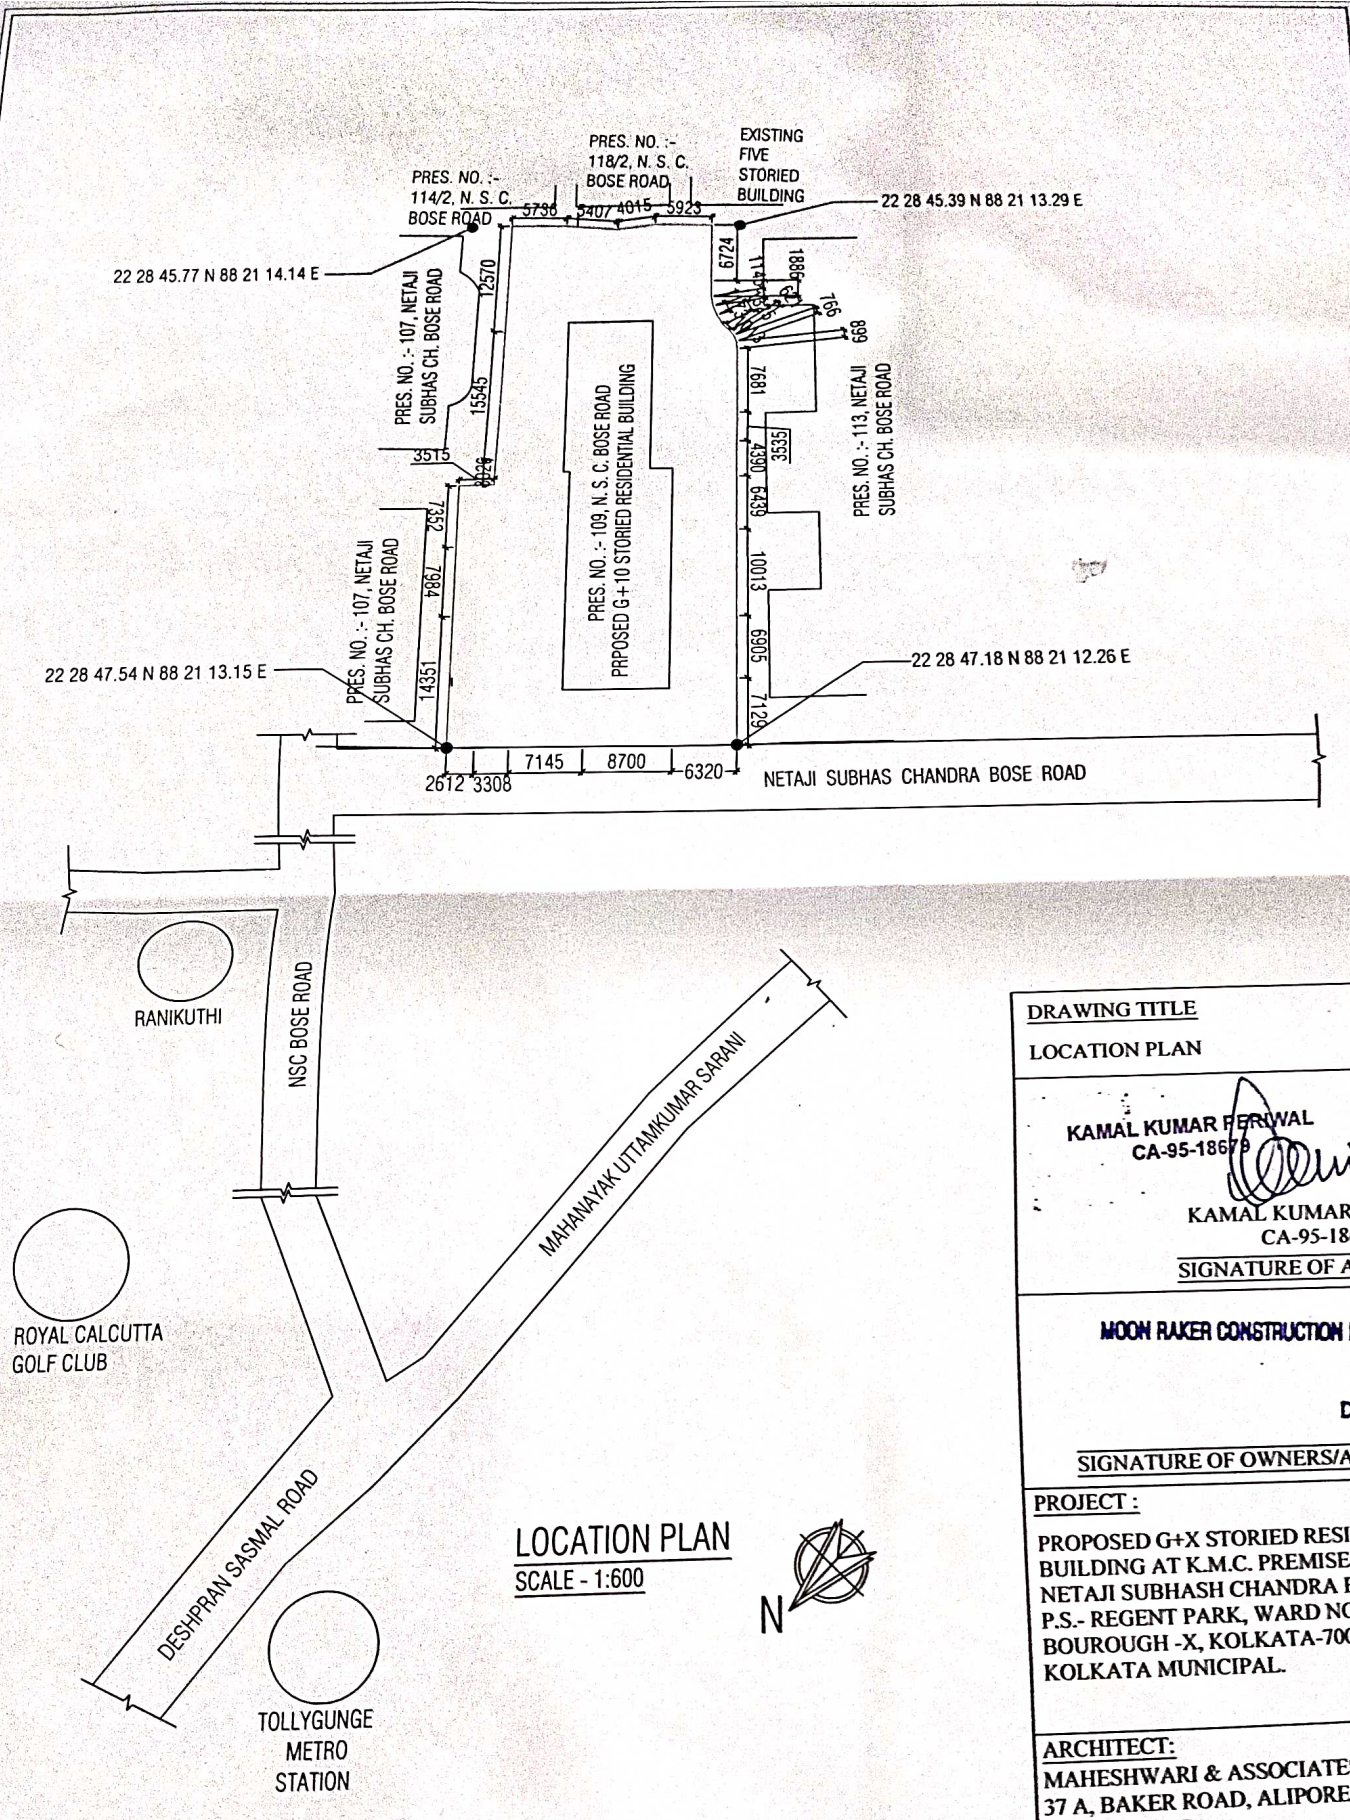 PRES. NO. :-
118/2, N. S. C.
BOSE ROAD
EXISTING
FIVE
STORIED
BUILDING
PRES. NO. :-
114/2, N. S. C.
BOSE ROAD
5736
5407
4015
5923
22 28 45.39 N 88 21 13.29 E
22 28 45.77 N 88 21 14.14 E
6724
1886
766
899
12570
15545
PRES. NO. :- 107, NETAJI
SUBHAS CH. BOSE ROAD
3515
7681
3535
4390
6439
10013
6905
7129
PRES. NO. :- 113, NETAJI
SUBHAS CH. BOSE ROAD
PRES. NO. :- 109, N. S. C. BOSE ROAD
PRPOSED G+10 STORIED RESIDENTIAL BUILDING
7352
7984
14351
PRES. NO. :- 107, NETAJI
SUBHAS CH. BOSE ROAD
22 28 47.54 N 88 21 13.15 E
22 28 47.18 N 88 21 12.26 E
2612
3308
7145
8700
6320
NETAJI SUBHAS CHANDRA BOSE ROAD
RANIKUTHI
NSC BOSE ROAD
MAHANAYAK UTTAMKUMAR SARANI
ROYAL CALCUTTA
GOLF CLUB
DESHPRAN SASMAL ROAD
TOLLYGUNGE
METRO
STATION
LOCATION PLAN
SCALE - 1:600
N
DRAWING TITLE
LOCATION PLAN
KAMAL KUMAR PERIWAL
CA-95-18679
KAMAL KUMAR
CA-95-18
SIGNATURE OF A
MOON RAKER CONSTRUCTION
D
SIGNATURE OF OWNERS/A
PROJECT :
PROPOSED G+X STORIED RESI
BUILDING AT K.M.C. PREMISE
NETAJI SUBHASH CHANDRA B
P.S.- REGENT PARK, WARD NO
BOUROUGH -X, KOLKATA-700
KOLKATA MUNICIPAL.
ARCHITECT:
MAHESHWARI & ASSOCIATE
37 A, BAKER ROAD, ALIPORE